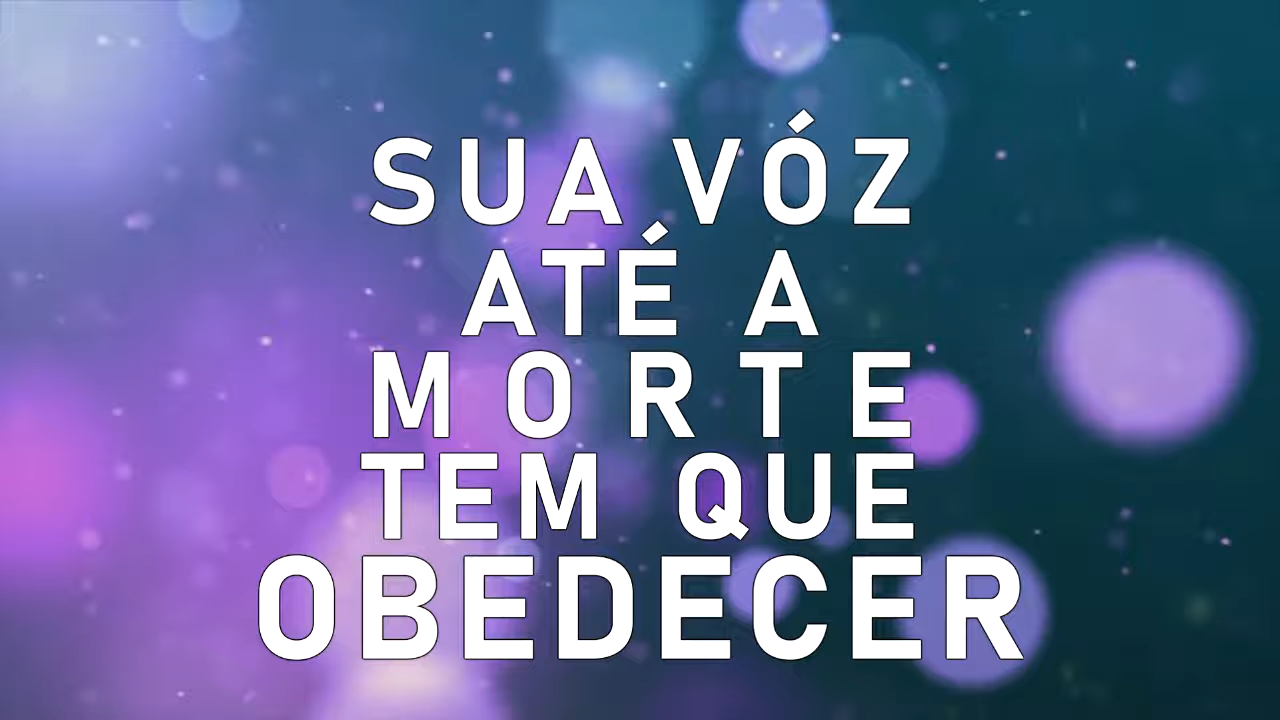 SUA VÓZ
ATÉ A
MORTE
TEM QUE
OBEDECER